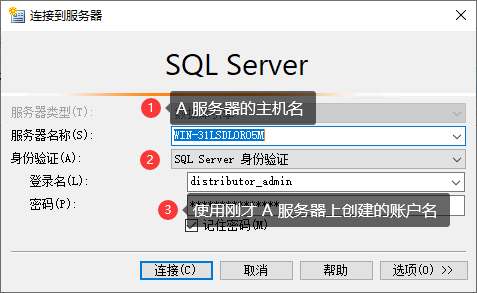 连接到服务器
SQL Server
服务器类型(T):
1 A 服务器的主机名
服务器名称(S): WIN-31LSDLORO5M
身份验证(A): 2 SQL Server 身份验证
登录名(L): distributor_admin
密码(P):
3 使用刚才 A 服务器上创建的账户名
记住密码(M)
连接(C) 取消 帮助 选项(O) >>